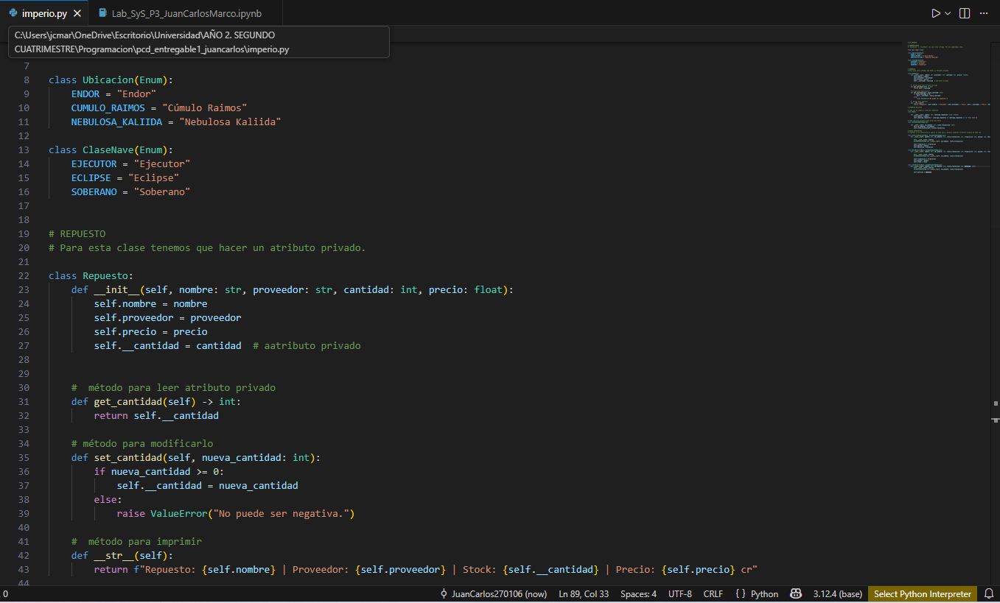 imperio.py
Lab_SyS_P3_JuanCarlosMarco.ipynb
C:\Users\jcmar\OneDrive\Escritorio\Universidad\AÑO 2. SEGUNDO
CUATRIMESTRE\Programacion\pcd_entregable1_juancarlos\imperio.py
7
8 class Ubicacion(Enum):
9     ENDOR = "Endor"
10     CUMULO_RAIMOS = "Cúmulo Raimos"
11     NEBULOSA_KALIIDA = "Nebulosa Kaliida"
12
13 class ClaseNave(Enum):
14     EJECUTOR = "Ejecutor"
15     ECLIPSE = "Eclipse"
16     SOBERANO = "Soberano"
17
18
19 # REPUESTO
20 # Para esta clase tenemos que hacer un atributo privado.
21
22 class Repuesto:
23     def __init__(self, nombre: str, proveedor: str, cantidad: int, precio: float):
24         self.nombre = nombre
25         self.proveedor = proveedor
26         self.precio = precio
27         self.__cantidad = cantidad  # aatributo privado
28
29
30     #  método para leer atributo privado
31     def get_cantidad(self) -> int:
32         return self.__cantidad
33
34     # método para modificarlo
35     def set_cantidad(self, nueva_cantidad: int):
36         if nueva_cantidad >= 0:
37             self.__cantidad = nueva_cantidad
38         else:
39             raise ValueError("No puede ser negativa.")
40
41     #  método para imprimir
42     def __str__(self):
43         return f"Repuesto: {self.nombre} | Proveedor: {self.proveedor} | Stock: {self.__cantidad} | Precio: {self.precio} cr"
44
0 JuanCarlos270106 (now) Ln 89, Col 33 Spaces: 4 UTF-8 CRLF { } Python 3.12.4 (base) Select Python Interpreter